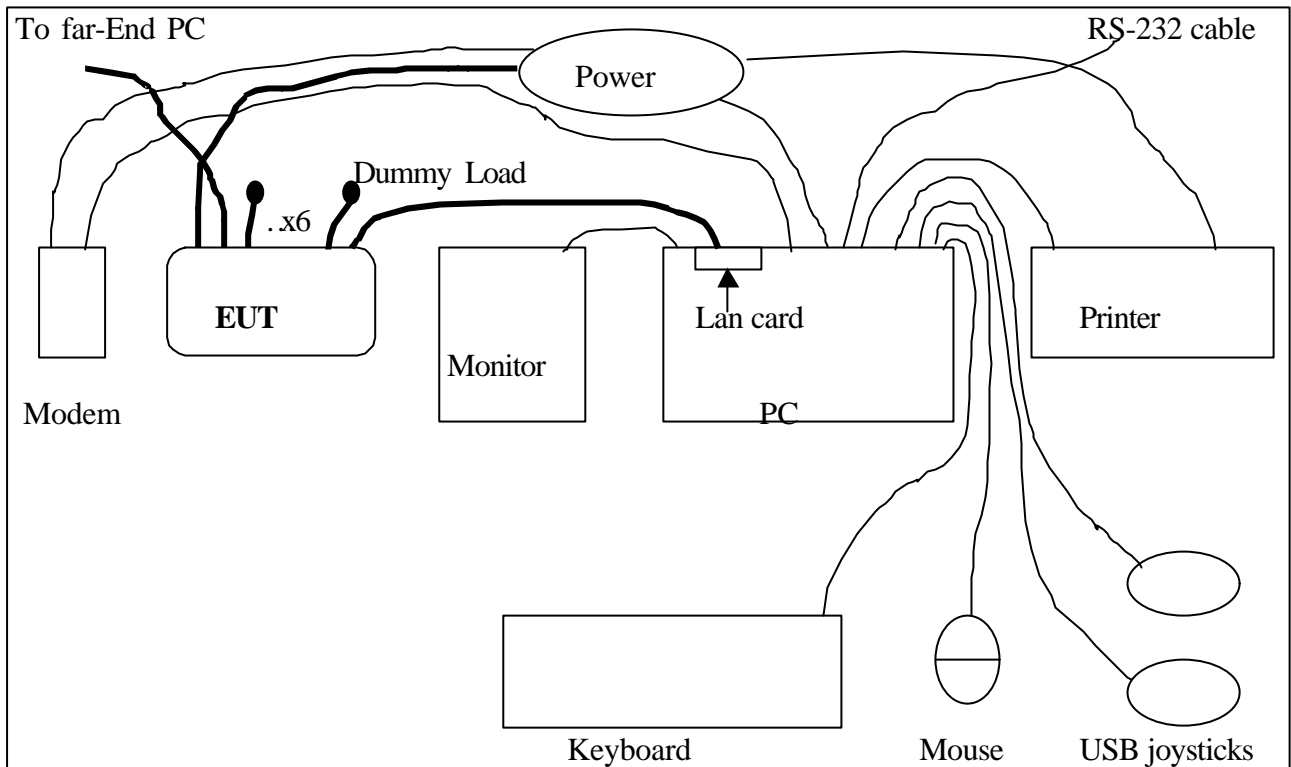 To far-End PC
RS-232 cable
Power
Dummy Load
..x6
EUT
Lan card
Printer
Monitor
Modem
PC
Keyboard
Mouse
USB joysticks